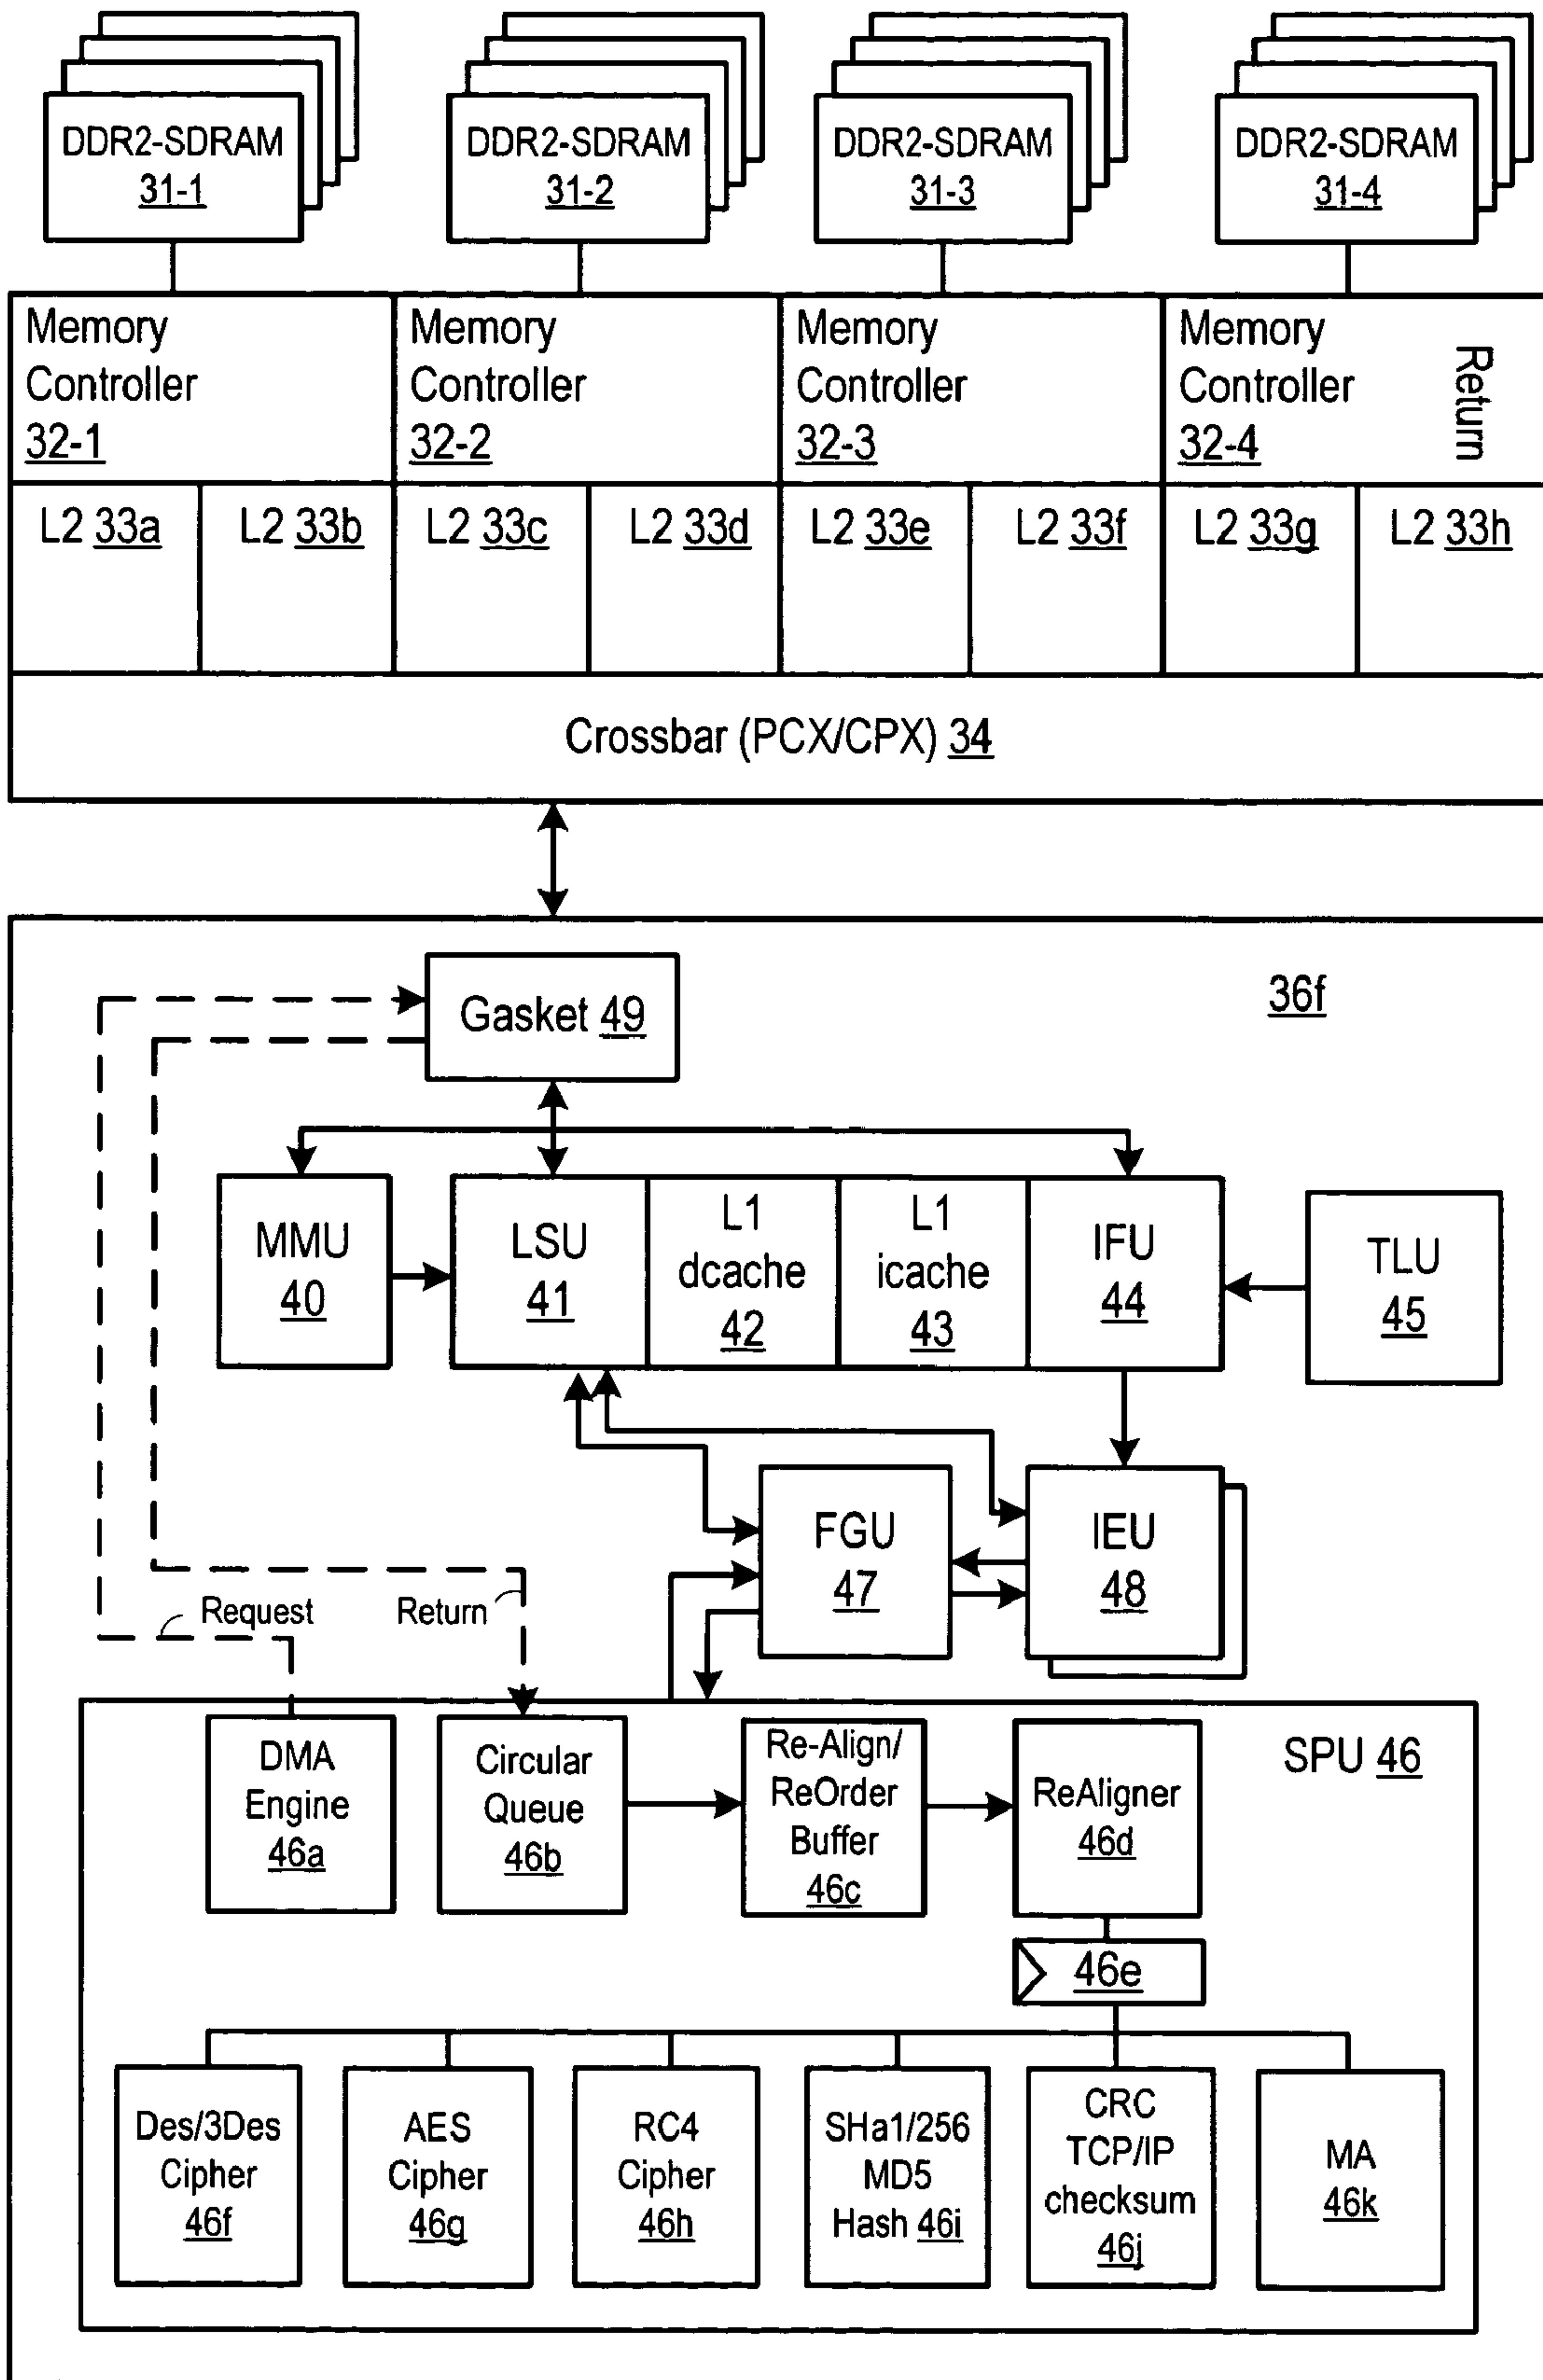 DDR2-SDRAM
31-1
DDR2-SDRAM
31-2
DDR2-SDRAM
31-3
DDR2-SDRAM
31-4
Memory
Controller
32-1
Memory
Controller
32-2
Memory
Controller
32-3
Memory
Controller
32-4
Return
L2 33a
L2 33b
L2 33c
L2 33d
L2 33e
L2 33f
L2 33g
L2 33h
Crossbar (PCX/CPX) 34
36f
Gasket 49
MMU
40
LSU
41
L1
dcache
42
L1
icache
43
IFU
44
TLU
45
FGU
47
IEU
48
Request
Return
SPU 46
DMA
Engine
46a
Circular
Queue
46b
Re-Align/
ReOrder
Buffer
46c
ReAligner
46d
46e
Des/3Des
Cipher
46f
AES
Cipher
46g
RC4
Cipher
46h
SHa1/256
MD5
Hash 46i
CRC
TCP/IP
checksum
46j
MA
46k